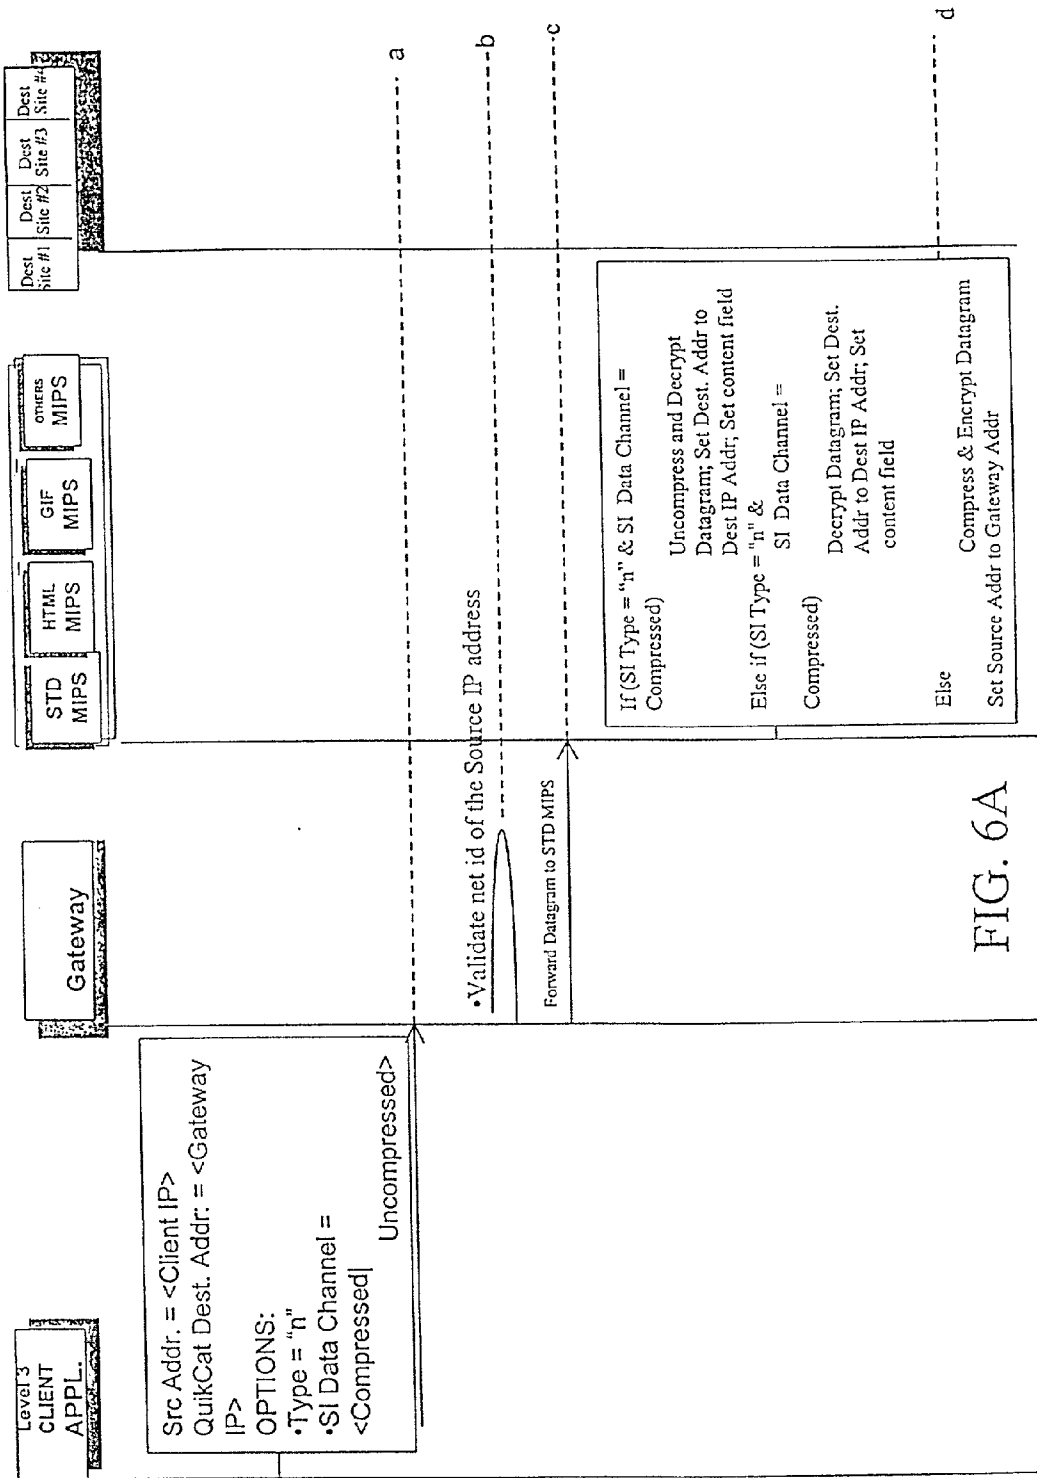 Level 3
CLIENT
APPL.
Gateway
STD
MIPS
HTML
MIPS
GIF
MIPS
OTHERS
MIPS
Dest
Site #1
Dest
Site #2
Dest
Site #3
Dest
Site #4
Src Addr. = <Client IP>
QuikCat Dest. Addr. = <Gateway
IP>
OPTIONS:
•Type = "n"
•SI Data Channel =
<Compressed|
Uncompressed>
a
•Validate net id of the Source IP address
b
Forward Datagram to STD MIPS
c
If (SI Type = "n" & SI Data Channel =
Compressed)
Uncompress and Decrypt
Datagram; Set Dest. Addr to
Dest IP Addr; Set content field
Else if (SI Type = "n" &
SI Data Channel =
Compressed)
Decrypt Datagram; Set Dest.
Addr to Dest IP Addr; Set
content field
Else
Compress & Encrypt Datagram
Set Source Addr to Gateway Addr
d
FIG. 6A